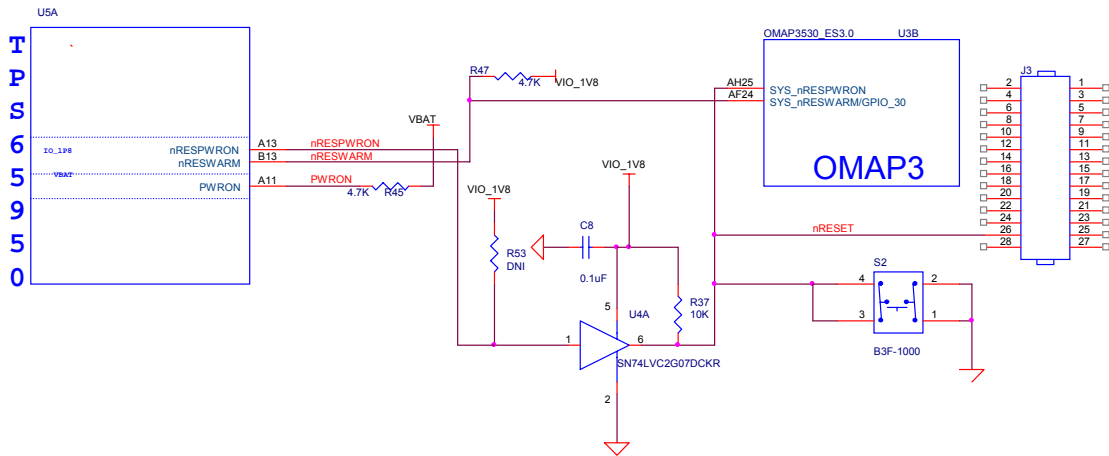 U5A
T
P
S
6
5
9
5
0
IO_1P8
VBAT
nRESPWRON
nRESWARM
PWRON
A13
B13
A11
nRESPWRON
nRESWARM
PWRON
4.7K
R45
VBAT
R47
4.7K
VIO_1V8
VIO_1V8
R53
DNI
C8
0.1uF
VIO_1V8
5
U4A
1
6
SN74LVC2G07DCKR
2
R37
10K
OMAP3530_ES3.0
U3B
AH25
AF24
SYS_nRESPWRON
SYS_nRESWARM/GPIO_30
OMAP3
nRESET
S2
4
3
2
1
B3F-1000
J3
2
1
4
3
6
5
8
7
10
9
12
11
14
13
16
15
18
17
20
19
22
21
24
23
26
25
28
27